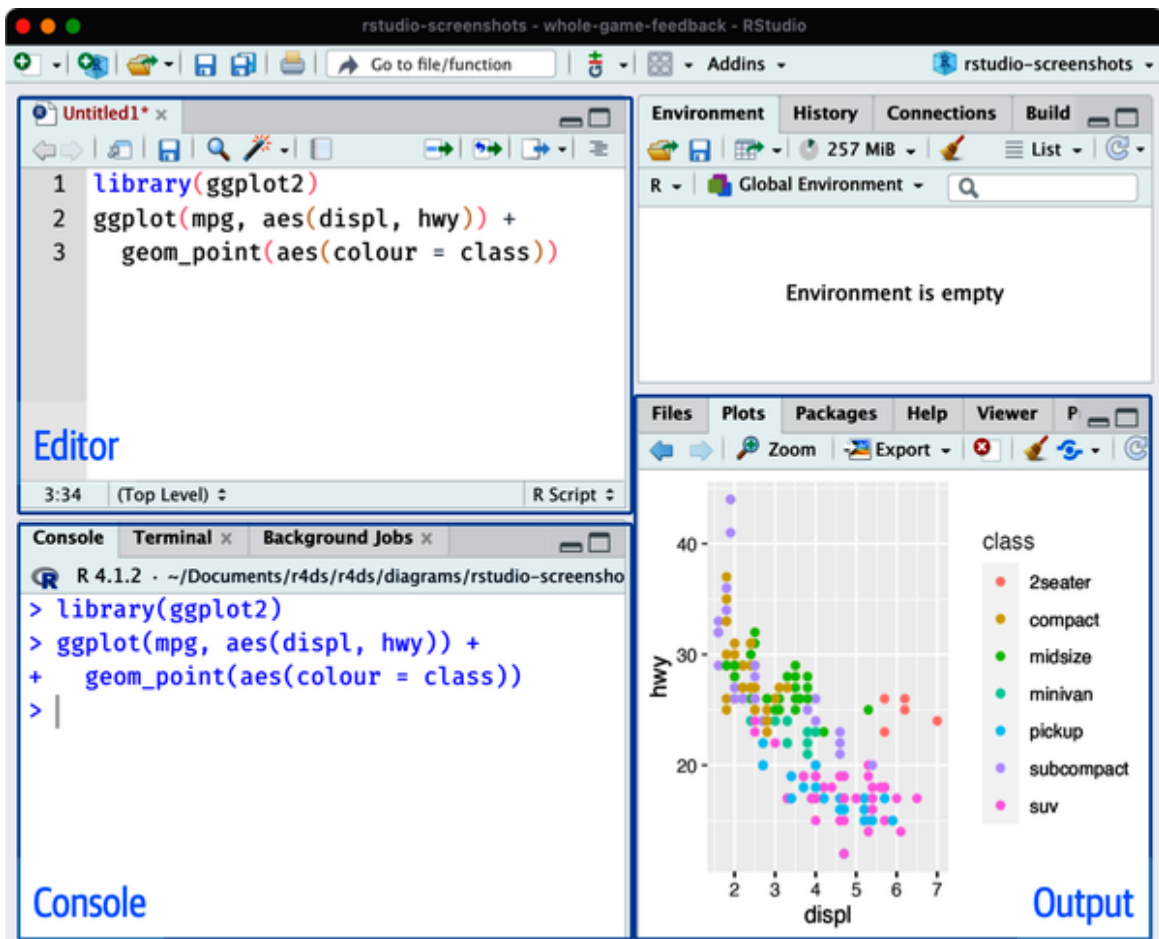 rstudio-screenshots - whole-game-feedback - RStudio
Go to file/function
Addins
rstudio-screenshots
Untitled1*
1 library(ggplot2)
2 ggplot(mpg, aes(displ, hwy)) +
3   geom_point(aes(colour = class))
Editor
3:34 (Top Level) R Script
Console Terminal Background Jobs
R 4.1.2 · ~/Documents/r4ds/r4ds/diagrams/rstudio-screensho
> library(ggplot2)
> ggplot(mpg, aes(displ, hwy)) +
+   geom_point(aes(colour = class))
>
Console
Environment History Connections Build
257 MiB List
R Global Environment
Environment is empty
Files Plots Packages Help Viewer P
Zoom Export
40
30
20
hwy
2 3 4 5 6 7
displ
class
2seater
compact
midsize
minivan
pickup
subcompact
suv
Output